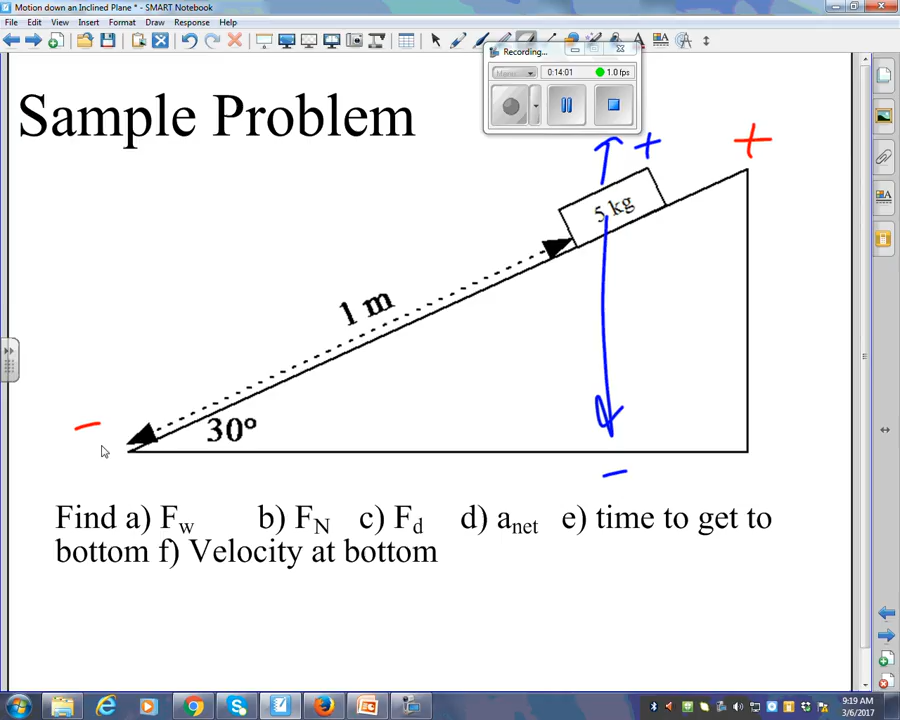 Motion down an Inclined Plane * - SMART Notebook
File Edit View Insert Format Draw Response Help
Recording...
Menu
0:14:01
1.0 fps
Sample Problem
+
+
5 kg
1 m
30º
−
−
Find a) Fw b) FN c) Fd d) anet e) time to get to
bottom f) Velocity at bottom
9:19 AM
3/6/2017